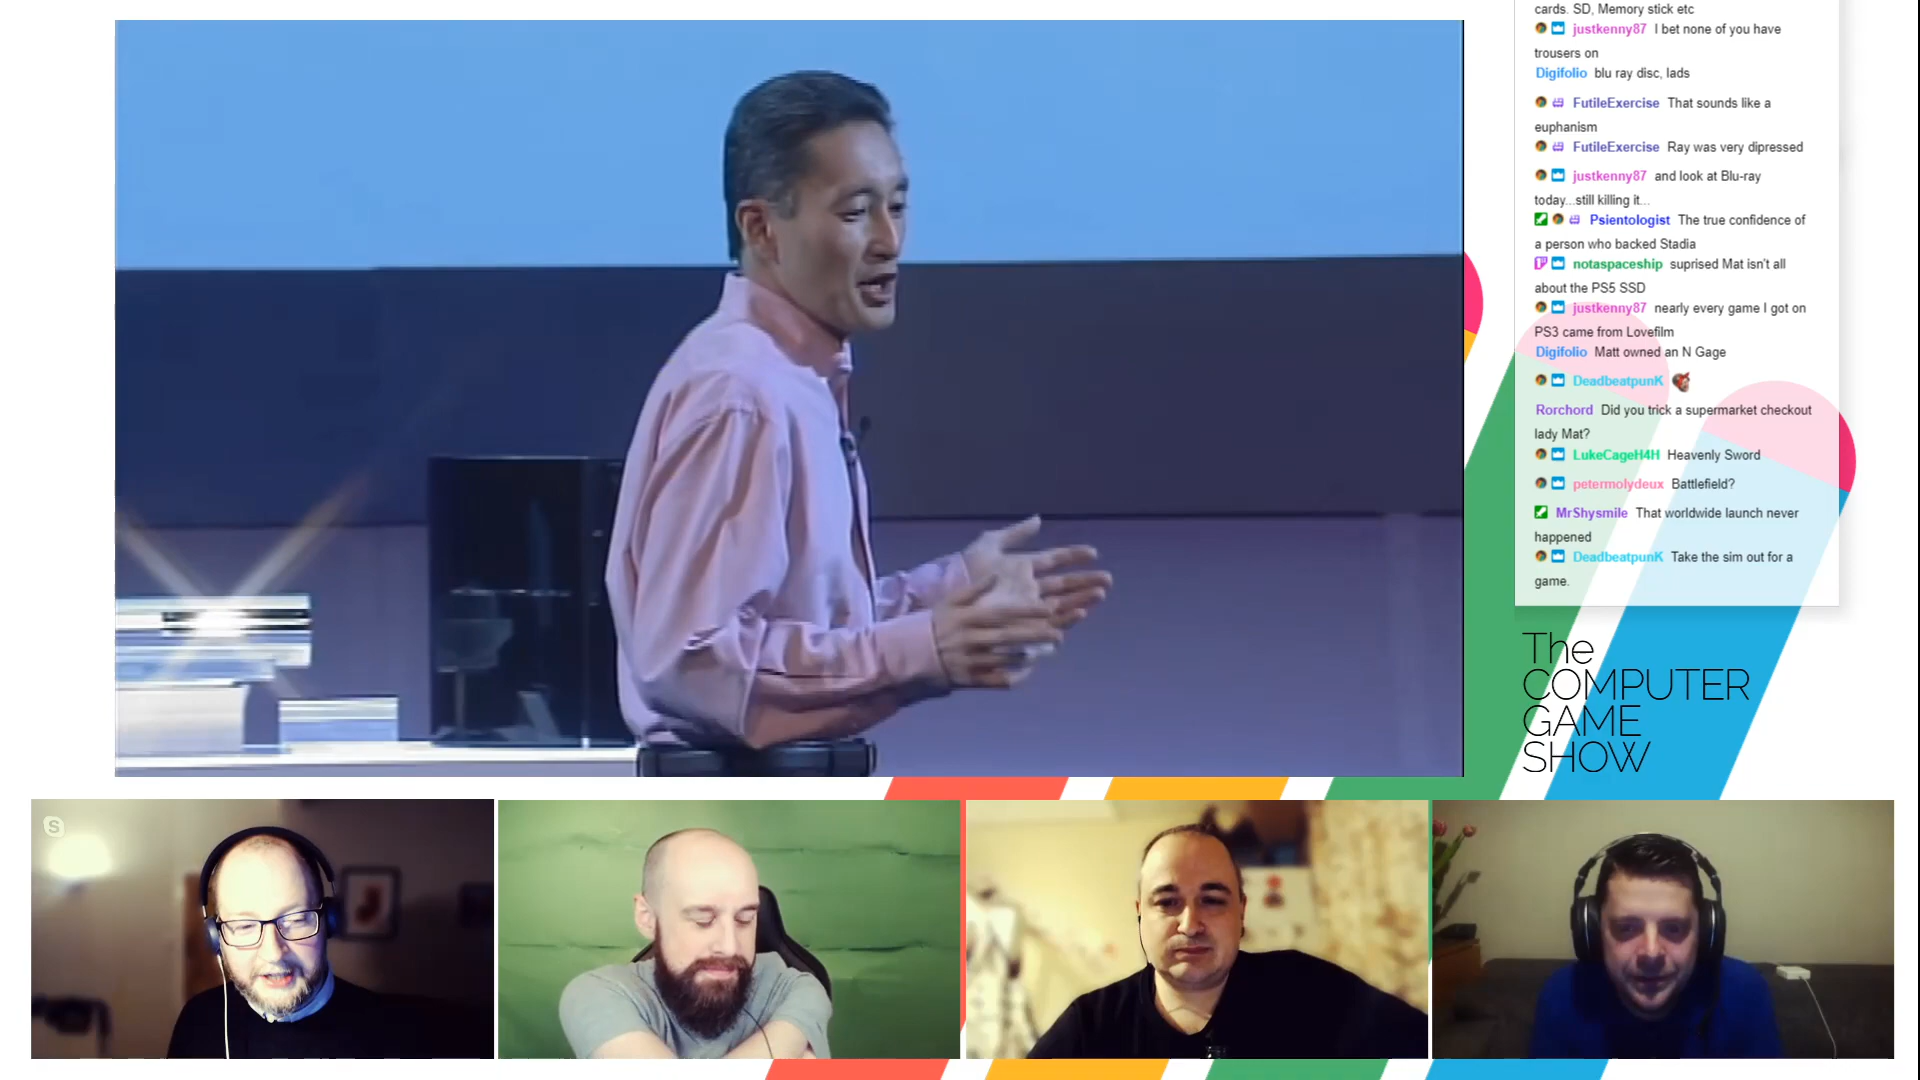 cards. SD, Memory stick etc
justkenny87 I bet none of you have
trousers on
Digifolio blu ray disc, lads
FutileExercise That sounds like a
euphanism
FutileExercise Ray was very dipressed
justkenny87 and look at Blu-ray
today...still killing it...
Psientologist The true confidence of
a person who backed Stadia
notaspaceship suprised Mat isn't all
about the PS5 SSD
justkenny87 nearly every game I got on
PS3 came from Lovefilm
Digifolio Matt owned an N Gage
DeadbeatpunK
Rorchord Did you trick a supermarket checkout
lady Mat?
LukeCageH4H Heavenly Sword
petermolydeux Battlefield?
MrShysmile That worldwide launch never
happened
DeadbeatpunK Take the sim out for a
game.
The
COMPUTER
GAME
SHOW